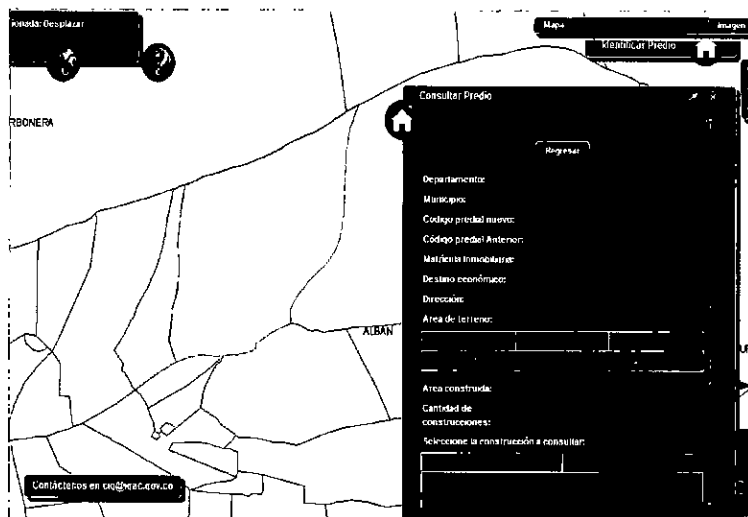 ionada: Desplazar
Mapa
Imagen
Identificar Predio
RBONERA
Consultar Predio
Regresar
Departamento:
Municipio:
Codigo predial nuevo:
Código predial Anterior:
Matrícula Inmobiliaria:
Destino económico:
Dirección:
Area de terreno:
ALBAN
Area construida:
Cantidad de
construcciones:
Seleccione la construcción a consultar:
Contáctenos en cig@igac.gov.co